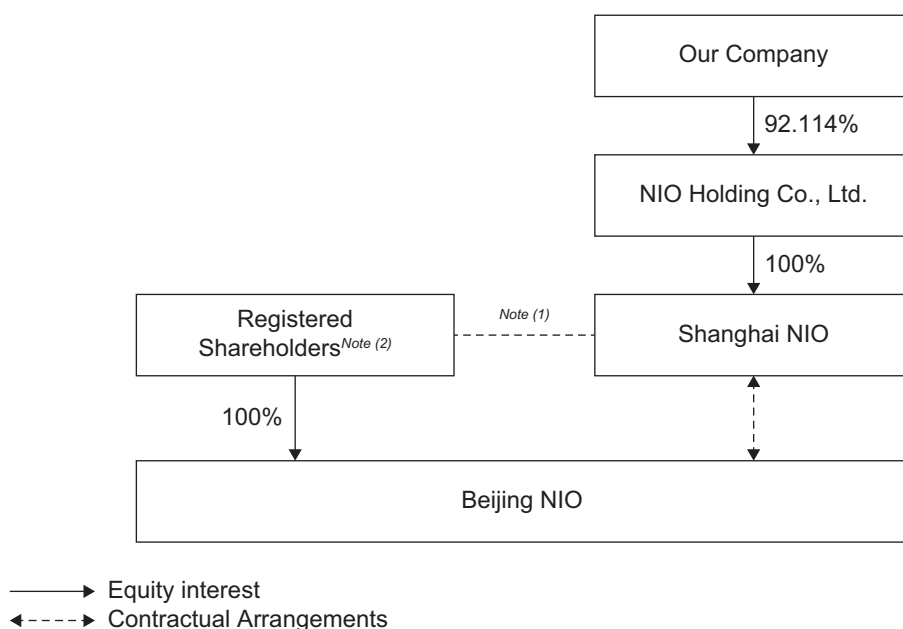 Our Company
92.114%
NIO Holding Co., Ltd.
100%
Registered
Shareholders Note (2)
Note (1)
Shanghai NIO
100%
Beijing NIO
Equity interest
Contractual Arrangements